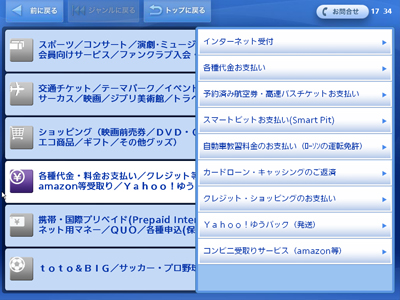 前に戻る
ジャンルに戻る
トップに戻る
お問合せ
17 34
スポーツ／コンサート／演劇・ミュージ
会員向けサービス／ファンクラブ入会・
交通チケット／テーマパーク／イベント
サーカス／映画／ジブリ美術館／トラベ
ショッピング（映画前売券／ＤＶＤ・Ｃ
エコ商品／ギフト／その他グッズ）
各種代金・料金お支払い／クレジット等
amazon等受取り／Ｙａｈｏｏ！ゆう
携帯・国際プリペイド(Prepaid Inter
ネット用マネー／ＱＵＯ／各種申込(保
ｔｏｔｏ＆ＢＩＧ／サッカー・プロ野球
インターネット受付
各種代金お支払い
予約済み航空券・高速バスチケットお支払い
スマートピットお支払い(Smart Pit)
自動車教習料金のお支払い（ﾛｰｿﾝの運転免許）
カードローン・キャッシングのご返済
クレジット・ショッピングのお支払い
Ｙａｈｏｏ！ゆうパック（発送）
コンビニ受取りサービス（amazon等）